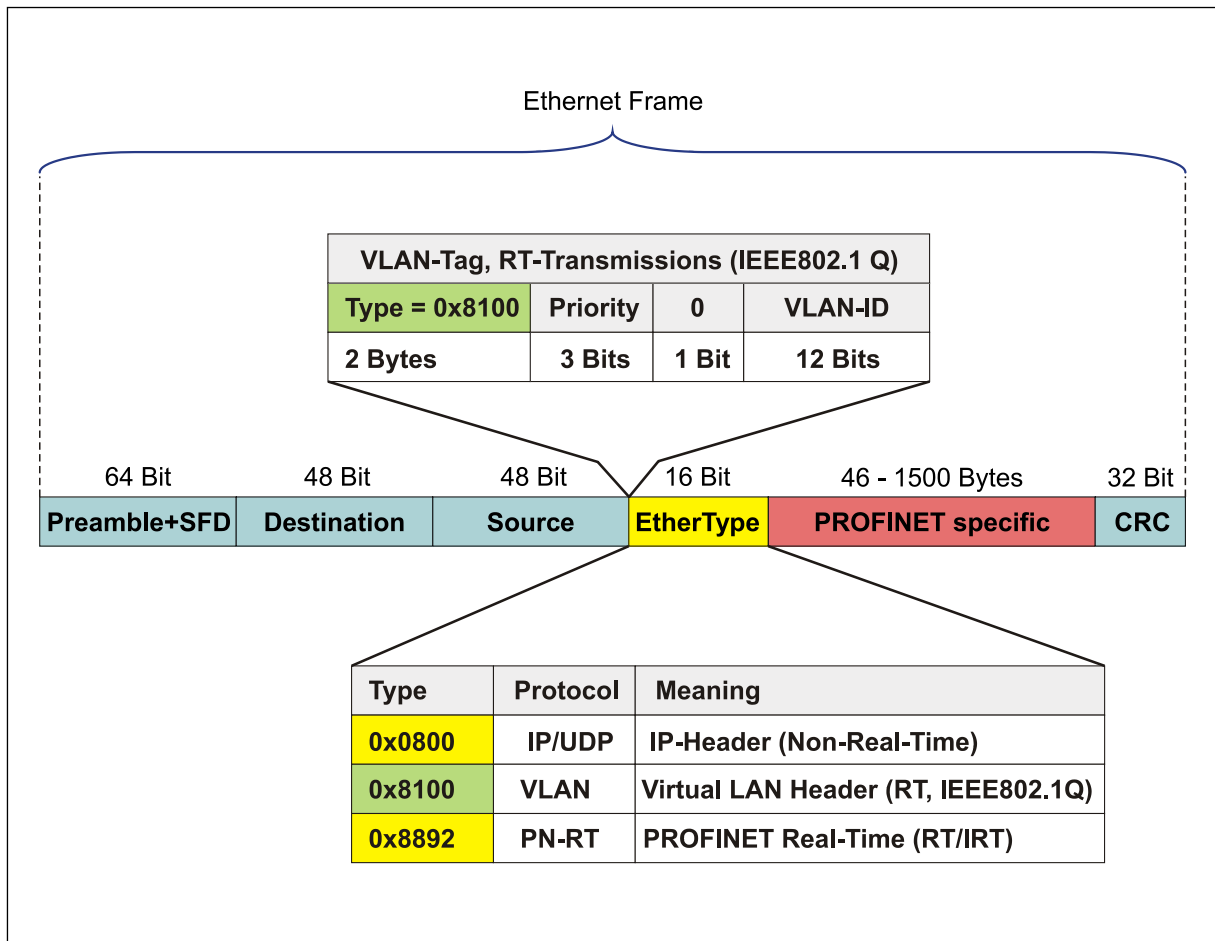 Ethernet Frame
VLAN-Tag, RT-Transmissions (IEEE802.1 Q)
Type = 0x8100 Priority 0 VLAN-ID
2 Bytes 3 Bits 1 Bit 12 Bits
64 Bit 48 Bit 48 Bit 16 Bit 46 - 1500 Bytes 32 Bit
Preamble+SFD Destination Source EtherType PROFINET specific CRC
Type Protocol Meaning
0x0800 IP/UDP IP-Header (Non-Real-Time)
0x8100 VLAN Virtual LAN Header (RT, IEEE802.1Q)
0x8892 PN-RT PROFINET Real-Time (RT/IRT)